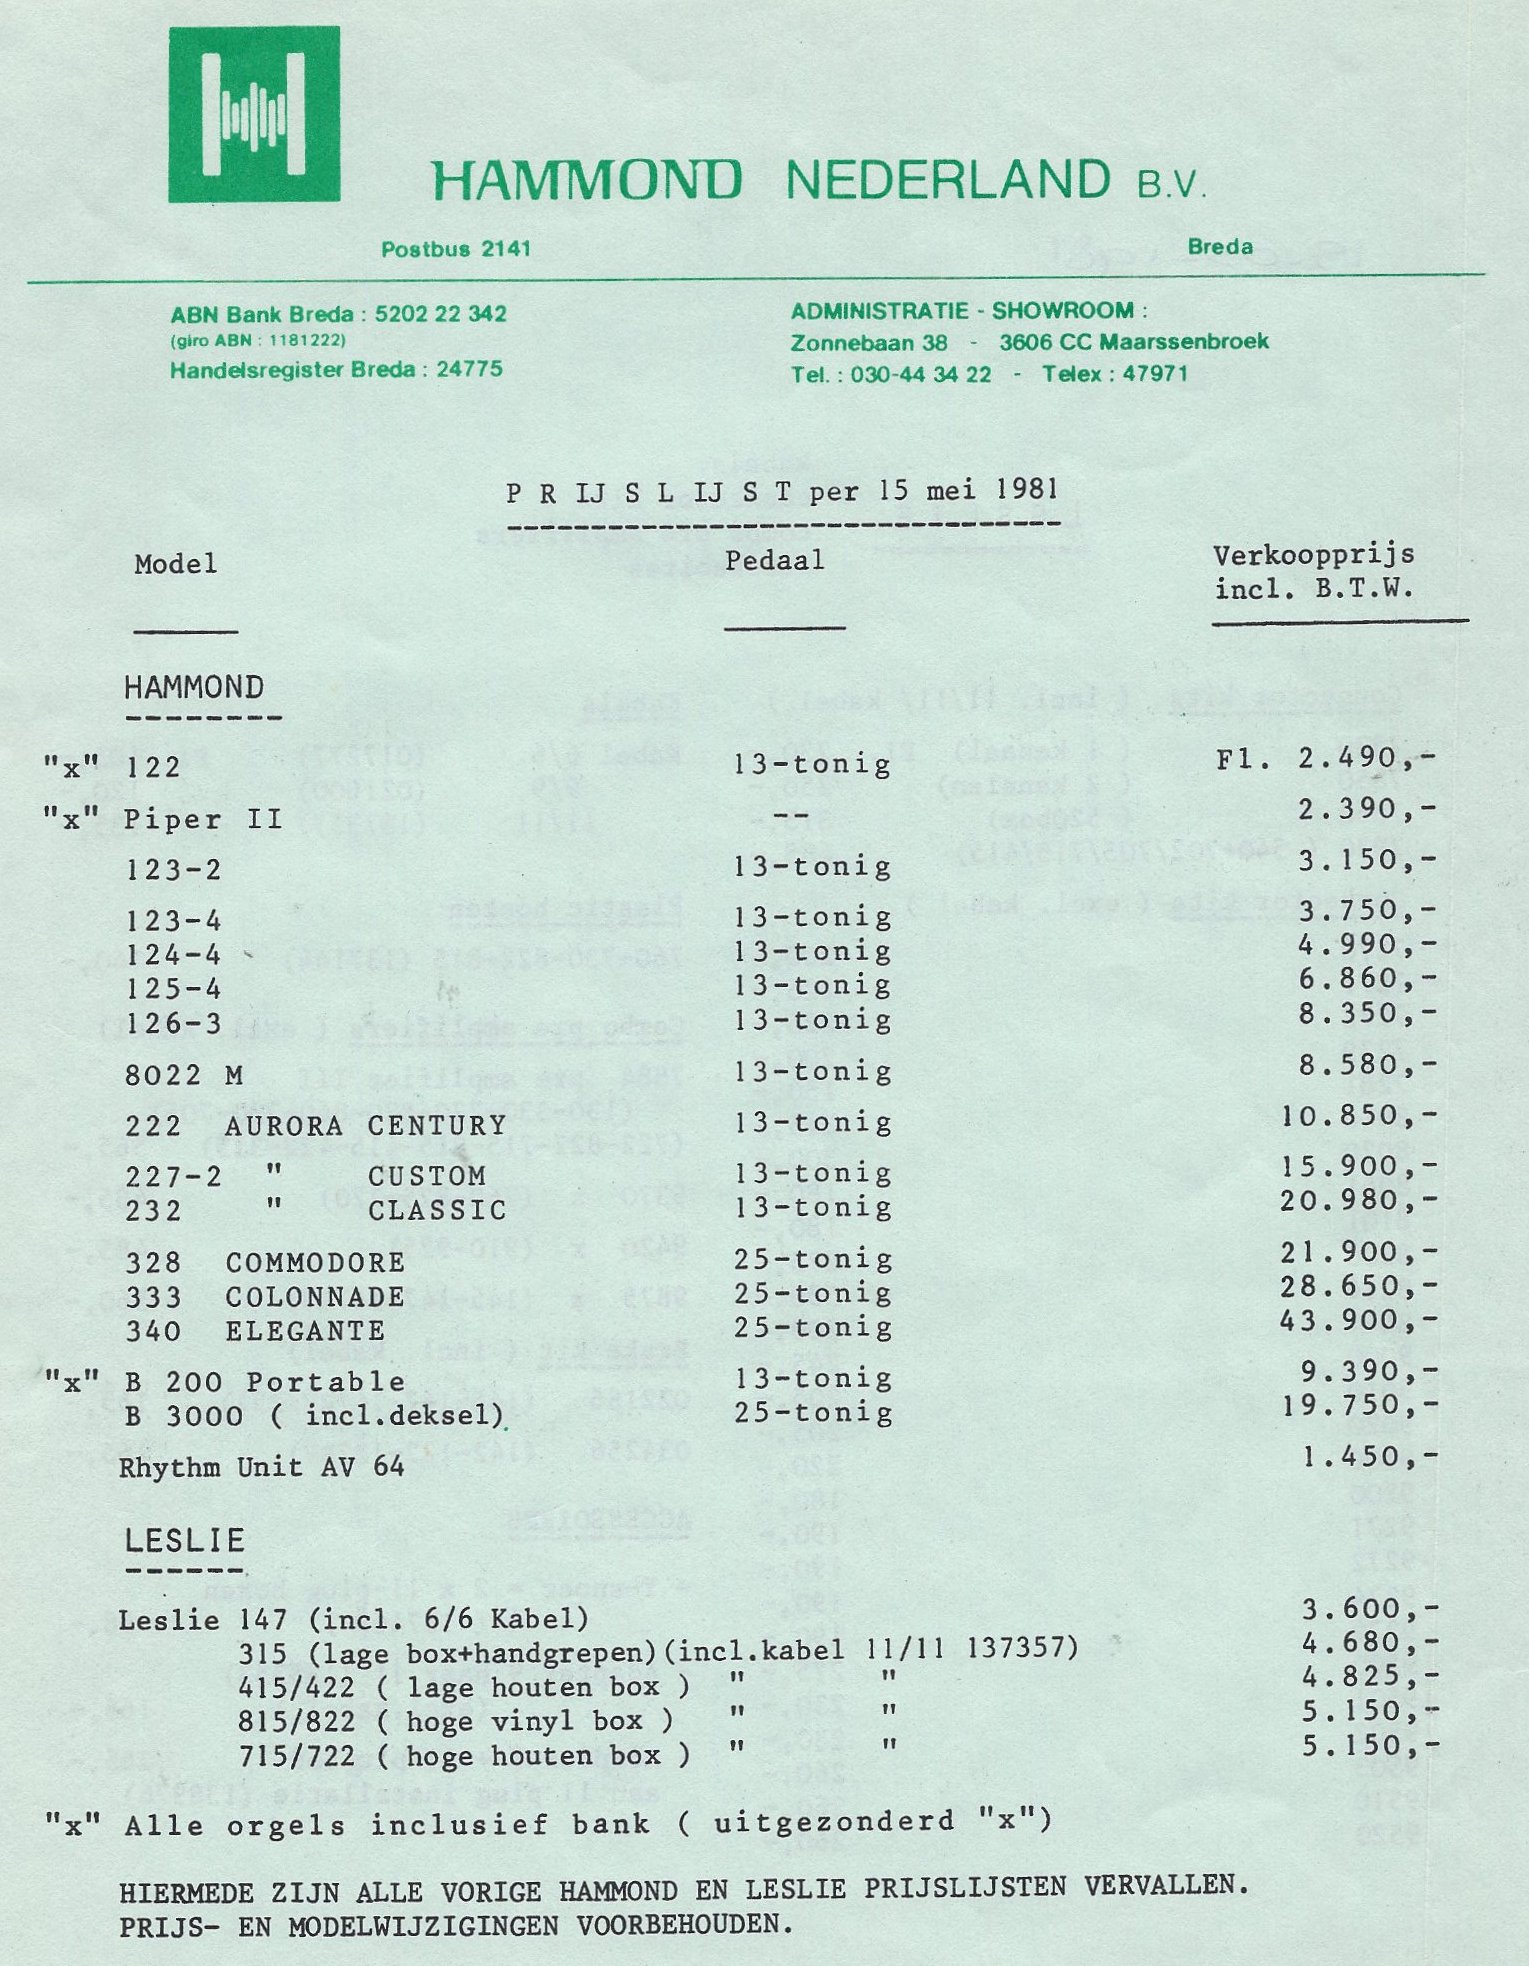 HAMMOND NEDERLAND B.V.
Postbus 2141 Breda
ABN Bank Breda : 5202 22 342
(giro ABN : 1181222)
Handelsregister Breda : 24775
ADMINISTRATIE - SHOWROOM :
Zonnebaan 38 - 3606 CC Maarssenbroek
Tel. : 030-44 34 22 - Telex : 47971
P R IJ S L IJ S T per 15 mei 1981
Model Pedaal Verkoopprijs
incl. B.T.W.
HAMMOND
"x" 122 13-tonig Fl. 2.490,-
"x" Piper II -- 2.390,-
123-2 13-tonig 3.150,-
123-4 13-tonig 3.750,-
124-4 13-tonig 4.990,-
125-4 13-tonig 6.860,-
126-3 13-tonig 8.350,-
8022 M 13-tonig 8.580,-
222 AURORA CENTURY 13-tonig 10.850,-
227-2 " CUSTOM 13-tonig 15.900,-
232 " CLASSIC 13-tonig 20.980,-
328 COMMODORE 25-tonig 21.900,-
333 COLONNADE 25-tonig 28.650,-
340 ELEGANTE 25-tonig 43.900,-
"x" B 200 Portable 13-tonig 9.390,-
B 3000 ( incl.deksel) 25-tonig 19.750,-
Rhythm Unit AV 64 1.450,-
LESLIE
Leslie 147 (incl. 6/6 Kabel) 3.600,-
315 (lage box+handgrepen)(incl.kabel 11/11 137357) 4.680,-
415/422 ( lage houten box ) " " 4.825,-
815/822 ( hoge vinyl box ) " " 5.150,-
715/722 ( hoge houten box ) " " 5.150,-
"x" Alle orgels inclusief bank ( uitgezonderd "x")
HIERMEDE ZIJN ALLE VORIGE HAMMOND EN LESLIE PRIJSLIJSTEN VERVALLEN.
PRIJS- EN MODELWIJZIGINGEN VOORBEHOUDEN.